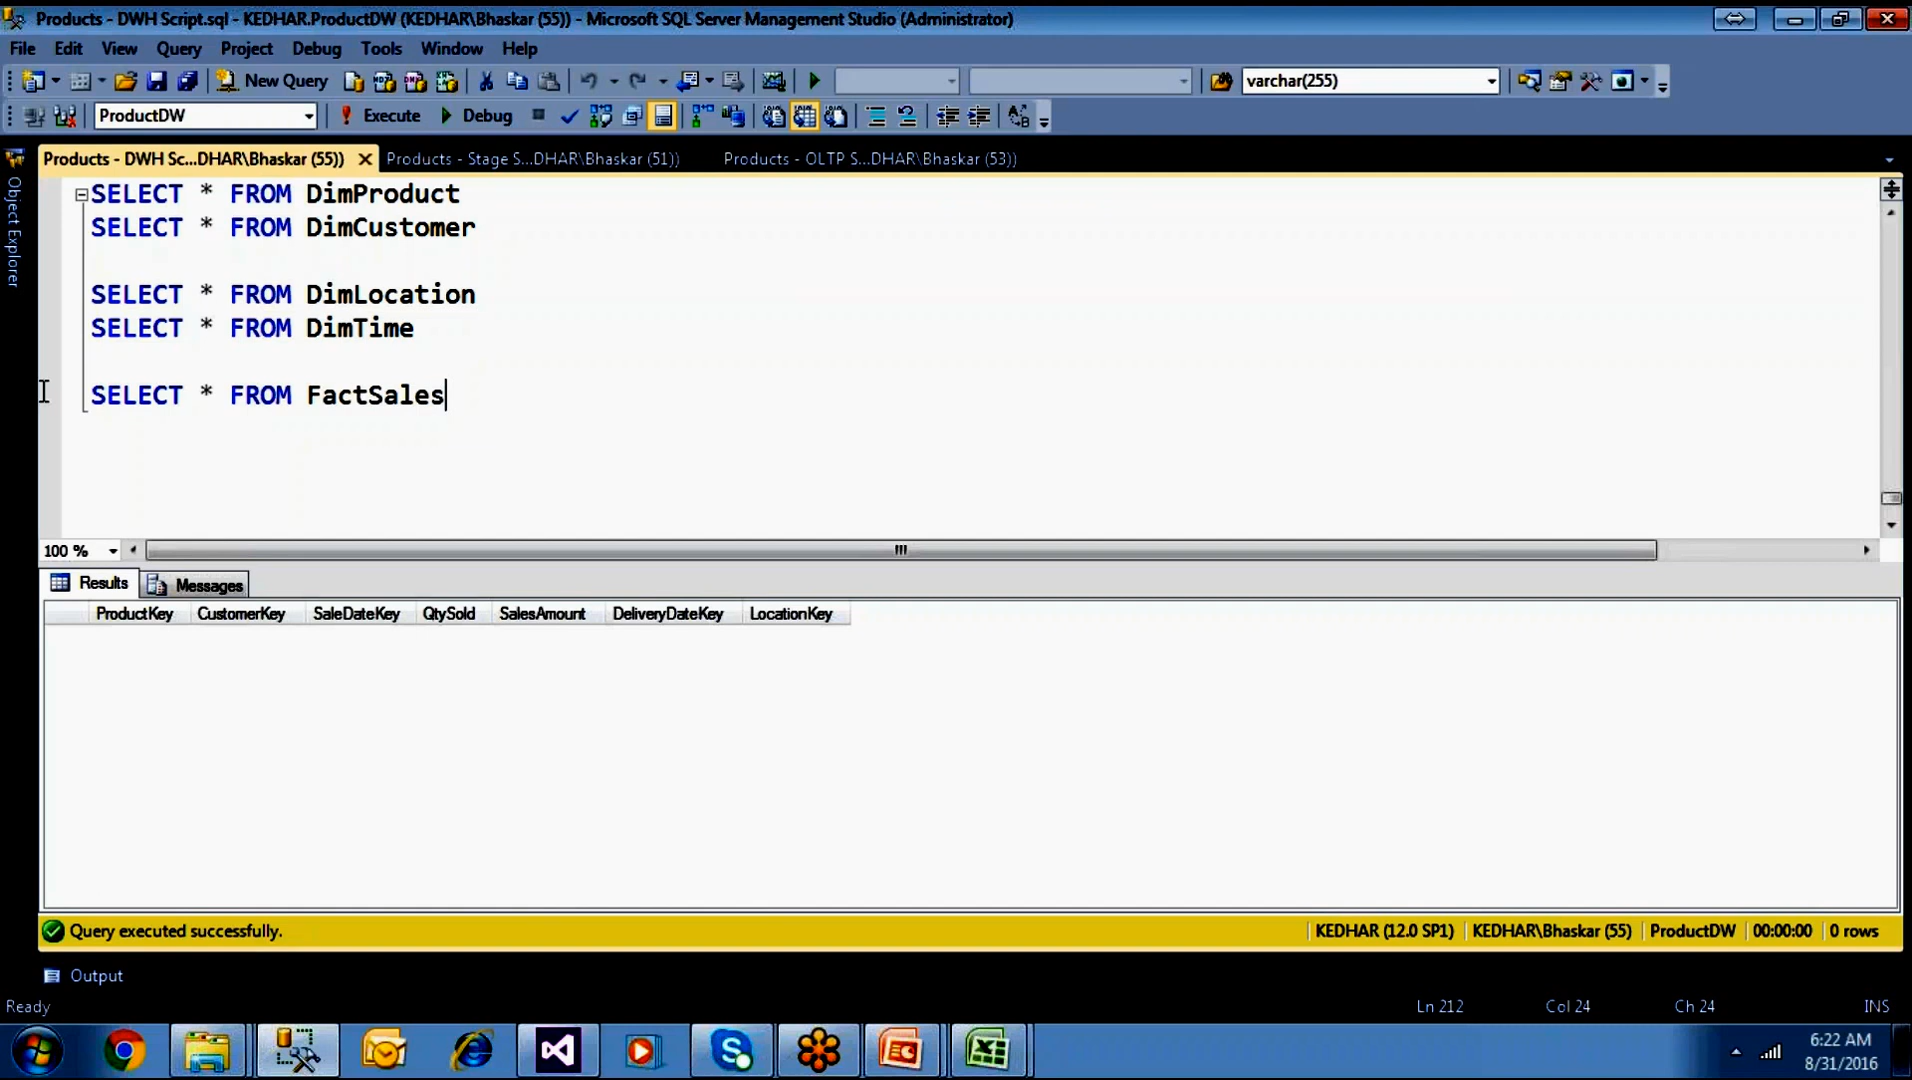 Products - DWH Script.sql - KEDHAR.ProductDW (KEDHAR\Bhaskar (55)) - Microsoft SQL Server Management Studio (Administrator)
File Edit View Query Project Debug Tools Window Help
New Query varchar(255)
ProductDW Execute Debug
Products - DWH Sc...DHAR\Bhaskar (55)) Products - Stage S...DHAR\Bhaskar (51)) Products - OLTP S...DHAR\Bhaskar (53))
Object Explorer
SELECT * FROM DimProduct
SELECT * FROM DimCustomer
SELECT * FROM DimLocation
SELECT * FROM DimTime
SELECT * FROM FactSales
100 %
Results Messages
ProductKey CustomerKey SaleDateKey QtySold SalesAmount DeliveryDateKey LocationKey
Query executed successfully. KEDHAR (12.0 SP1) KEDHAR\Bhaskar (55) ProductDW 00:00:00 0 rows
Output
Ready Ln 212 Col 24 Ch 24 INS
6:22 AM
8/31/2016